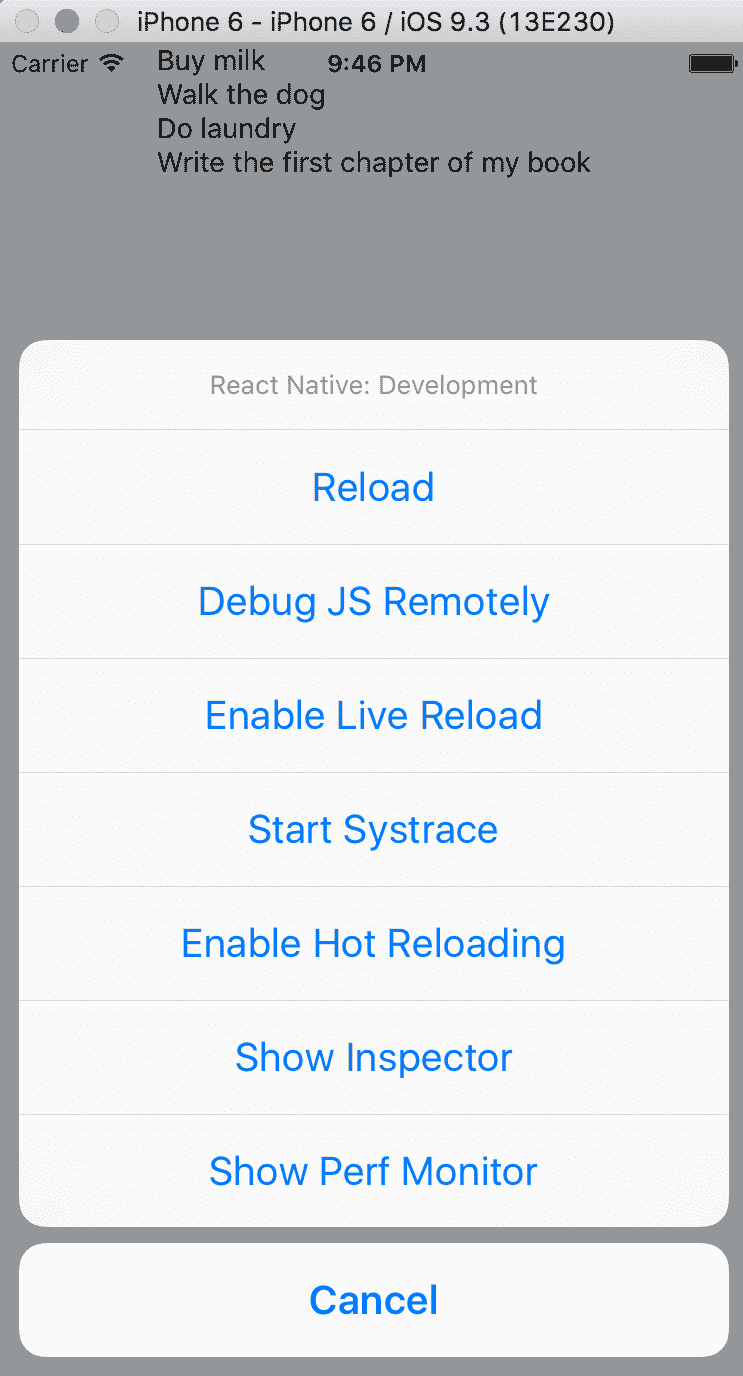 iPhone 6 - iPhone 6 / iOS 9.3 (13E230)
Carrier 9:46 PM
Buy milk
Walk the dog
Do laundry
Write the first chapter of my book
React Native: Development
Reload
Debug JS Remotely
Enable Live Reload
Start Systrace
Enable Hot Reloading
Show Inspector
Show Perf Monitor
Cancel